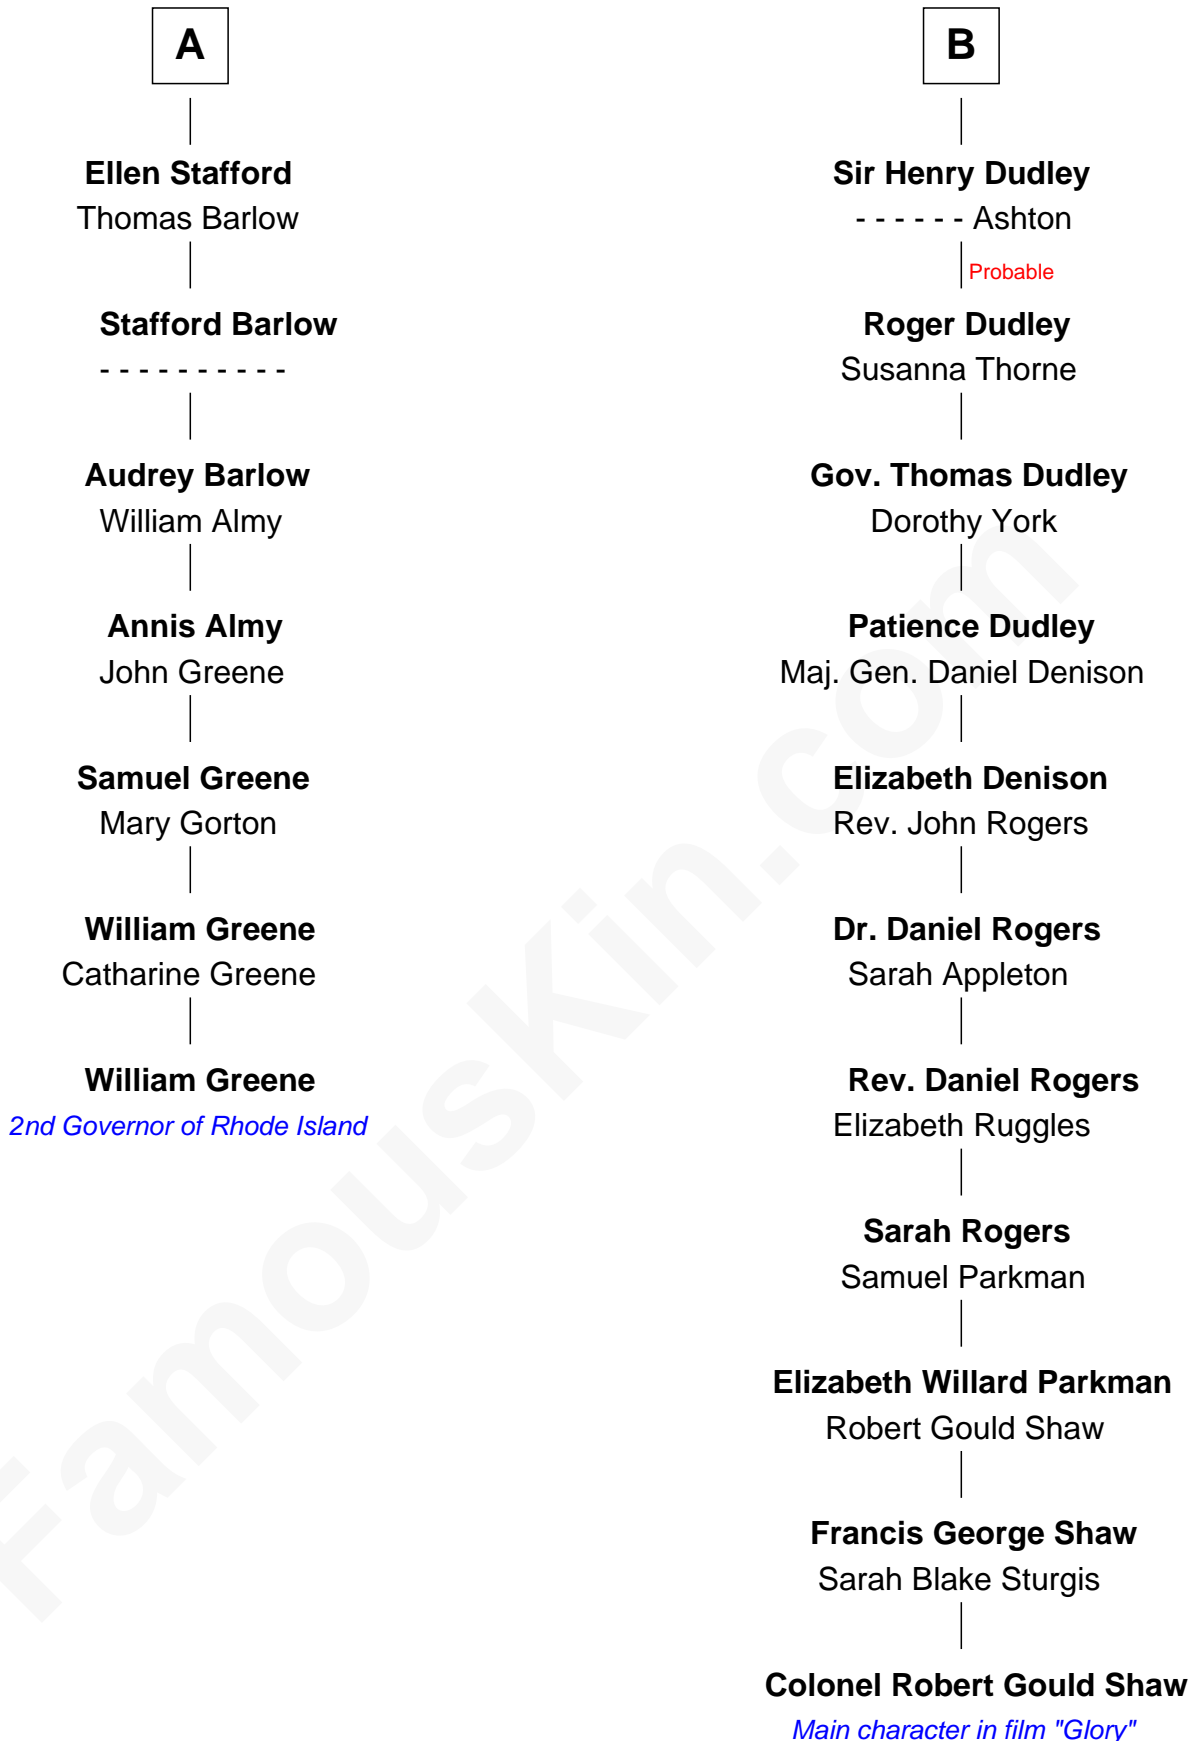 A
Ellen Stafford
Thomas Barlow
Stafford Barlow
- - - - - - - - - -
Audrey Barlow
William Almy
Annis Almy
John Greene
Samuel Greene
Mary Gorton
William Greene
Catharine Greene
William Greene
2nd Governor of Rhode Island
B
Sir Henry Dudley
- - - - - - Ashton
Probable
Roger Dudley
Susanna Thorne
Gov. Thomas Dudley
Dorothy York
Patience Dudley
Maj. Gen. Daniel Denison
Elizabeth Denison
Rev. John Rogers
Dr. Daniel Rogers
Sarah Appleton
Rev. Daniel Rogers
Elizabeth Ruggles
Sarah Rogers
Samuel Parkman
Elizabeth Willard Parkman
Robert Gould Shaw
Francis George Shaw
Sarah Blake Sturgis
Colonel Robert Gould Shaw
Main character in film "Glory"
FamousKin.com